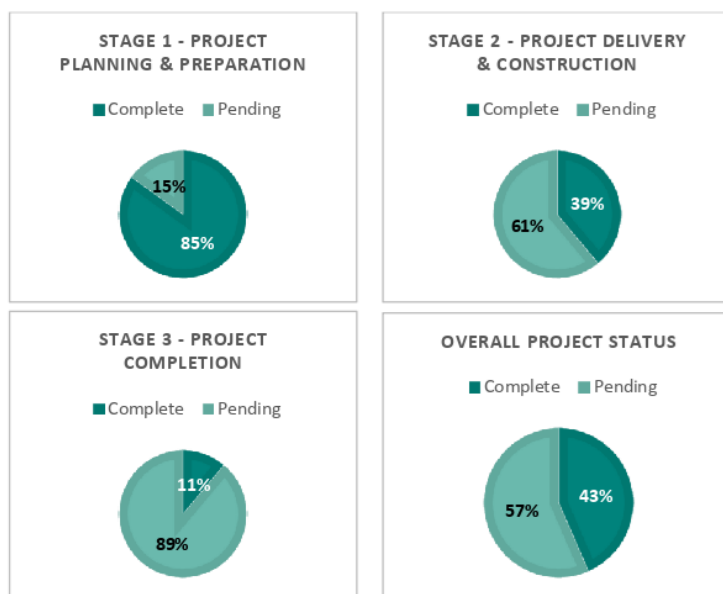 STAGE 1 - PROJECT
PLANNING & PREPARATION
Complete Pending
15%
85%
STAGE 2 - PROJECT DELIVERY
& CONSTRUCTION
Complete Pending
39%
61%
STAGE 3 - PROJECT
COMPLETION
Complete Pending
11%
89%
OVERALL PROJECT STATUS
Complete Pending
43%
57%